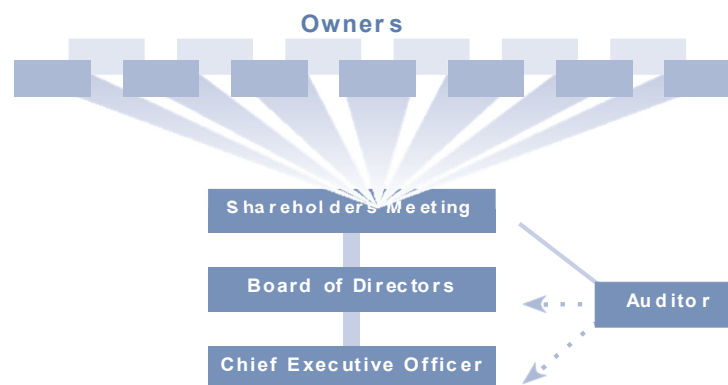 Owners
Shareholders Meeting
Board of Directors
Auditor
Chief Executive Officer